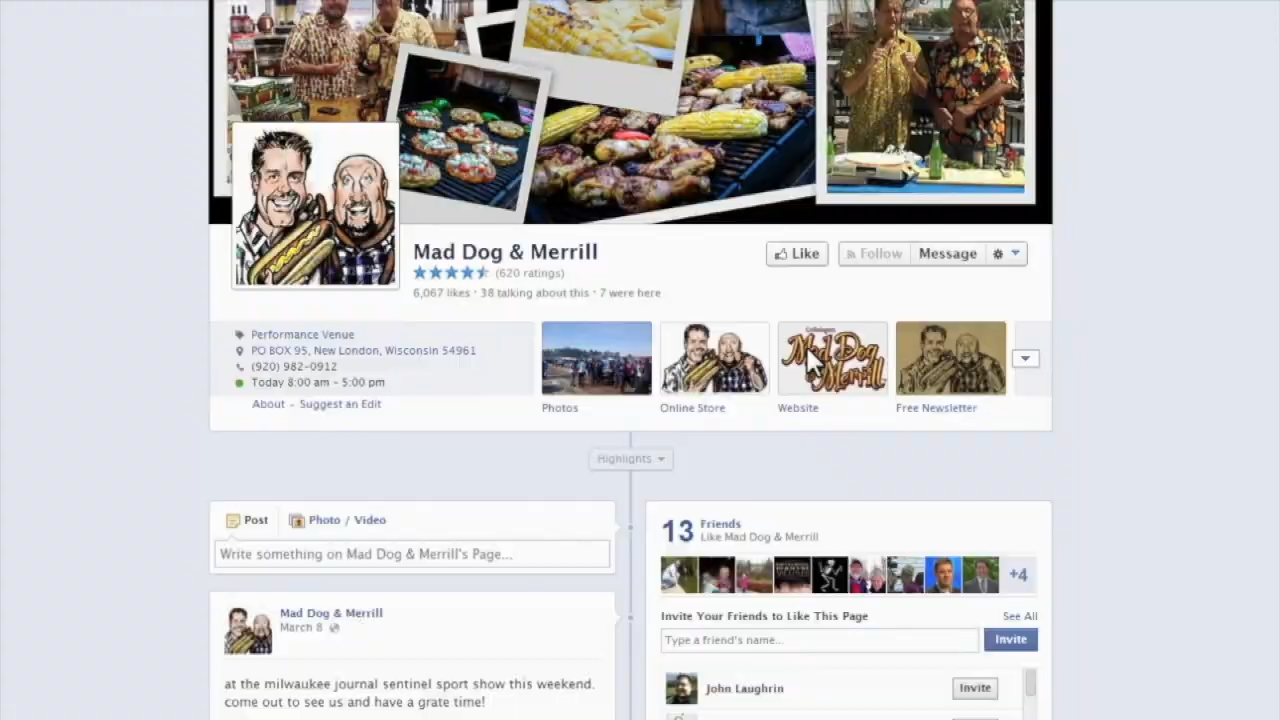 Mad Dog & Merrill
Like
Follow
Message
(620 ratings)
6,067 likes · 38 talking about this · 7 were here
Performance Venue
PO BOX 95, New London, Wisconsin 54961
(920) 982-0912
Today 8:00 am - 5:00 pm
About - Suggest an Edit
Mad Dog
Merrill
Photos
Online Store
Website
Free Newsletter
Highlights
Post
Photo / Video
Write something on Mad Dog & Merrill's Page...
13
Friends
Like Mad Dog & Merrill
+4
Invite Your Friends to Like This Page
See All
Type a friend's name...
Invite
John Laughrin
Invite
Mad Dog & Merrill
March 8
at the milwaukee journal sentinel sport show this weekend.
come out to see us and have a grate time!